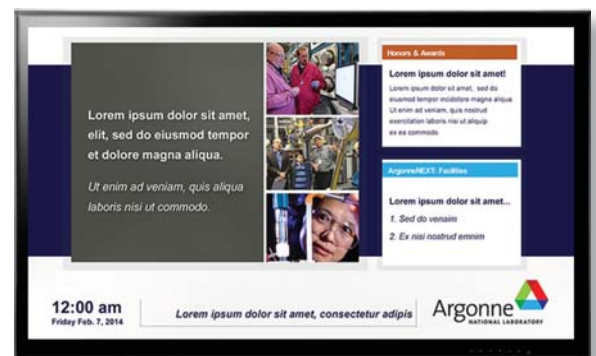 Lorem ipsum dolor sit amet,
elit, sed do eiusmod tempor
et dolore magna aliqua.
Ut enim ad veniam, quis aliqua
laboris nisi ut commodo.
Honors & Awards
Lorem ipsum dolor sit amet!
Lorem ipsum dolor sit amet, sed do
eiusmod tempor incidolore magna aliqua.
Ut enim ad veniam, quis nostrud
exercitation laboris nisi ut aliquip
ex ea commodo.
ArgonneNEXT: Facilities
Lorem ipsum dolor sit amet...
1. Sed do venaim
2. Ex nisi nostrud emnim
12:00 am
Friday Feb. 7, 2014
Lorem ipsum dolor sit amet, consectetur adipis
Argonne
NATIONAL LABORATORY